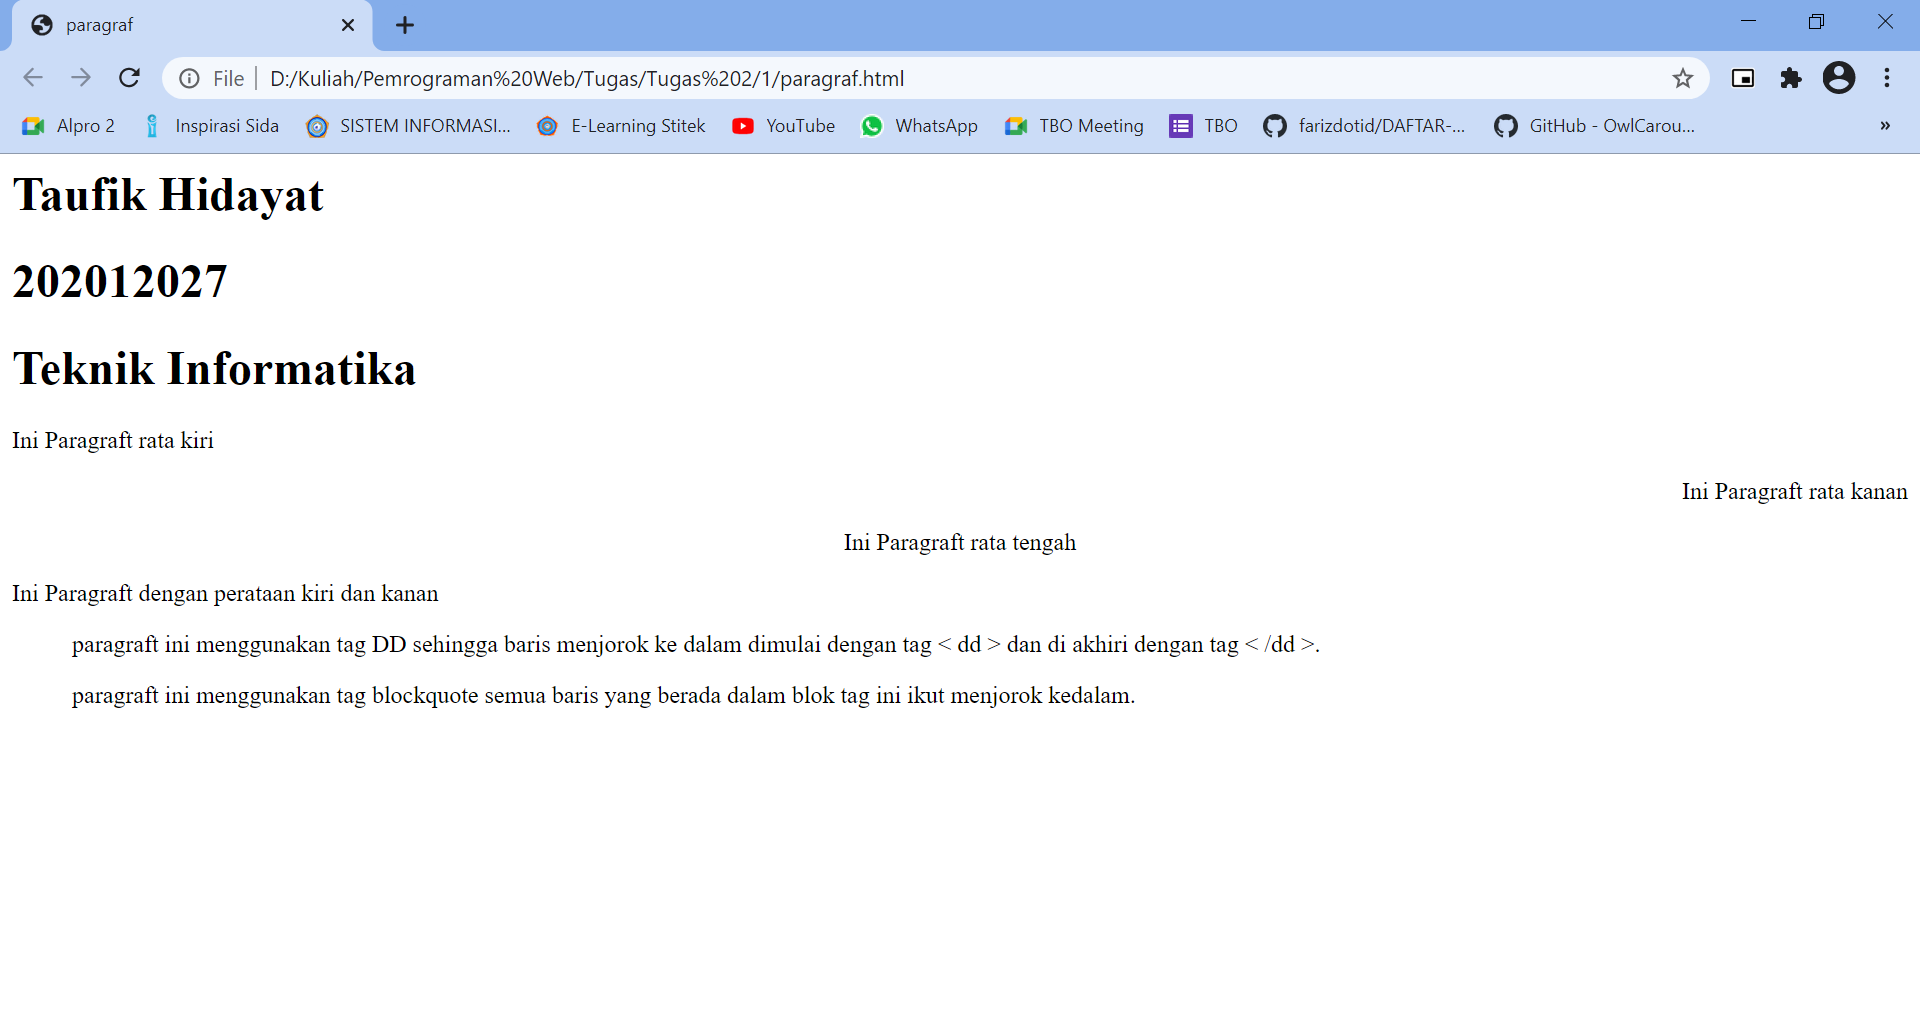 paragraf
File D:/Kuliah/Pemrograman%20Web/Tugas/Tugas%202/1/paragraf.html
Alpro 2 Inspirasi Sida SISTEM INFORMASI... E-Learning Stitek YouTube WhatsApp TBO Meeting TBO farizdotid/DAFTAR-... GitHub - OwlCarou... »
Taufik Hidayat
202012027
Teknik Informatika
Ini Paragraft rata kiri
Ini Paragraft rata kanan
Ini Paragraft rata tengah
Ini Paragraft dengan perataan kiri dan kanan
paragraft ini menggunakan tag DD sehingga baris menjorok ke dalam dimulai dengan tag < dd > dan di akhiri dengan tag < /dd >.
paragraft ini menggunakan tag blockquote semua baris yang berada dalam blok tag ini ikut menjorok kedalam.